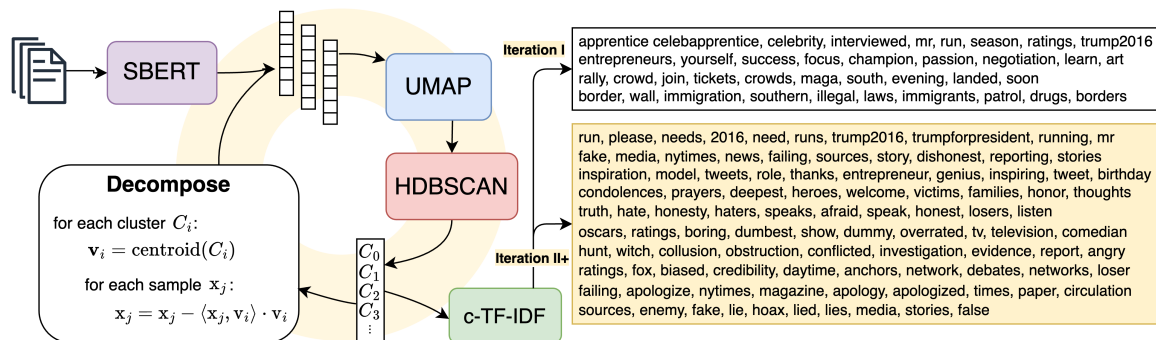 SBERT
UMAP
HDBSCAN
C₀
C₁
C₂
C₃
⋮
c-TF-IDF
Decompose
for each cluster Cᵢ:
vᵢ = centroid(Cᵢ)
for each sample xⱼ:
xⱼ = xⱼ − ⟨xⱼ, vᵢ⟩ · vᵢ
Iteration I
apprentice celebapprentice, celebrity, interviewed, mr, run, season, ratings, trump2016
entrepreneurs, yourself, success, focus, champion, passion, negotiation, learn, art
rally, crowd, join, tickets, crowds, maga, south, evening, landed, soon
border, wall, immigration, southern, illegal, laws, immigrants, patrol, drugs, borders
Iteration II+
run, please, needs, 2016, need, runs, trump2016, trumpforpresident, running, mr
fake, media, nytimes, news, failing, sources, story, dishonest, reporting, stories
inspiration, model, tweets, role, thanks, entrepreneur, genius, inspiring, tweet, birthday
condolences, prayers, deepest, heroes, welcome, victims, families, honor, thoughts
truth, hate, honesty, haters, speaks, afraid, speak, honest, losers, listen
oscars, ratings, boring, dumbest, show, dummy, overrated, tv, television, comedian
hunt, witch, collusion, obstruction, conflicted, investigation, evidence, report, angry
ratings, fox, biased, credibility, daytime, anchors, network, debates, networks, loser
failing, apologize, nytimes, magazine, apology, apologized, times, paper, circulation
sources, enemy, fake, lie, hoax, lied, lies, media, stories, false